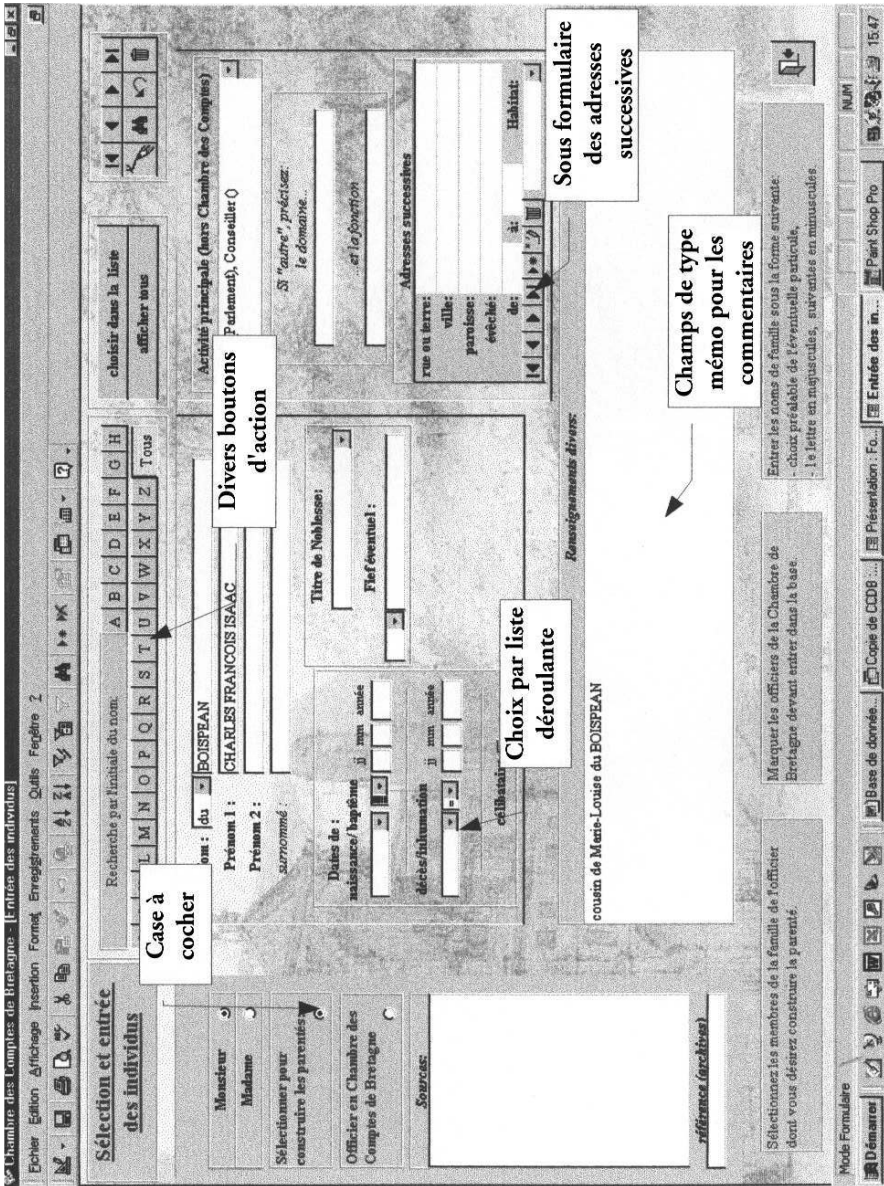 Chambre des Comptes de Bretagne - [Entrée des individus]
Fichier Edition Affichage Insertion Format Enregistrements Outils Fenêtre ?
Sélection et entrée
des individus
Recherche par l'initiale du nom:
A B C D E F G H
L M N O P Q R S T U V W X Y Z Tous
choisir dans la liste
afficher tous
Case à
cocher
Monsieur
Madame
Sélectionner pour
construire les parentés:
Officier en Chambre des
Comptes de Bretagne
Sources:
référence (archives)
om : du BOISPEAN
Prénom 1 : CHARLES FRANCOIS ISAAC
Prénom 2 :
surnommé :
Divers boutons
d'action
Dates de :
naissance/baptême jj mm année
décès/inhumation jj mm année
=
célibatair
Choix par liste
déroulante
Titre de Noblesse:
Fief éventuel :
Activité principale (hors Chambre des Comptes)
Parlement), Conseiller ()
Si "autre", précisez:
le domaine...
...et la fonction
Adresses successives
rue ou terre:
ville:
paroisse:
évêché:
de: à: Habitat:
Sous formulaire
des adresses
successives
Renseignements divers:
cousin de Marie-Louise du BOISPEAN
Champs de type
mémo pour les
commentaires
Sélectionnez les membres de la famille de l'officier
dont vous désirez construire la parenté.
Marquer les officiers de la Chambre de
Bretagne devant entrer dans la base.
Entrer les noms de famille sous la forme suivante:
- choix préalable de l'éventuelle particule,
- 1e lettre en majuscules, suivantes en minuscules.
Mode Formulaire
NUM
Démarrer
Base de donnée...
Copie de CCDB :...
Présentation : Fo...
Entrée des in...
Paint Shop Pro
15:47